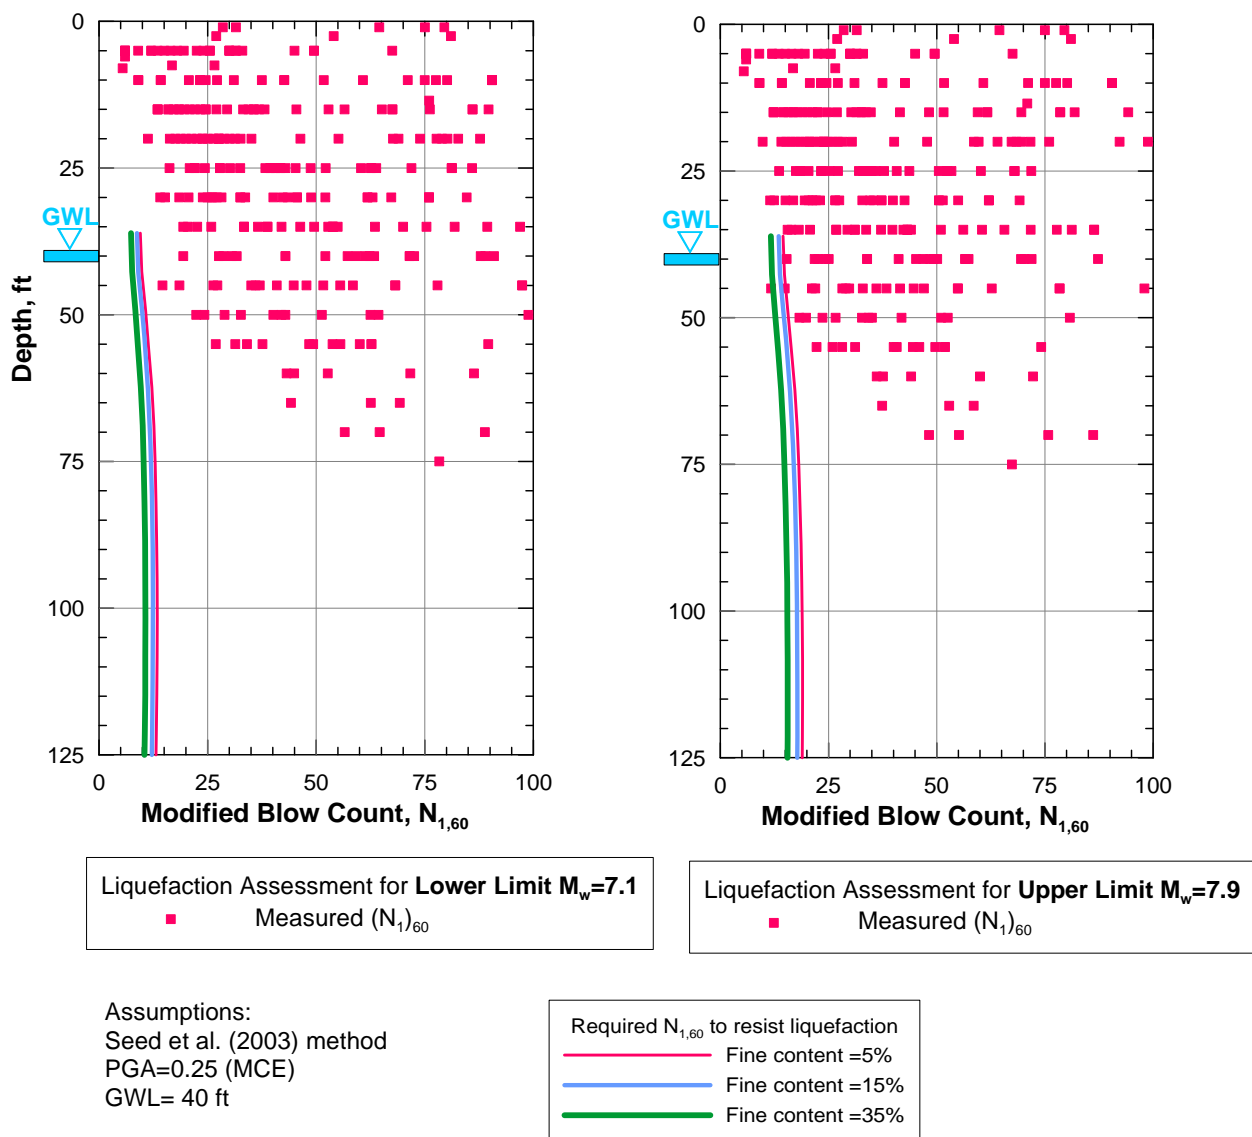 0
25
50
75
100
125
0
25
50
75
100
Depth, ft
GWL
Modified Blow Count, N1,60
0
25
50
75
100
125
0
25
50
75
100
GWL
Modified Blow Count, N1,60
Liquefaction Assessment for Lower Limit Mw=7.1
Measured (N1)60
Liquefaction Assessment for Upper Limit Mw=7.9
Measured (N1)60
Assumptions:
Seed et al. (2003) method
PGA=0.25 (MCE)
GWL= 40 ft
Required N1,60 to resist liquefaction
Fine content =5%
Fine content =15%
Fine content =35%